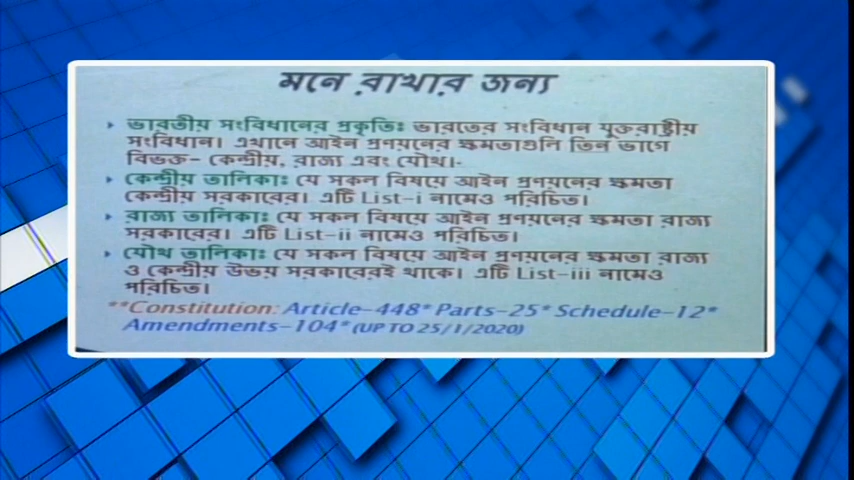 মনে রাখার জন্য
ভারতীয় সংবিধানের প্রকৃতিঃ ভারতের সংবিধান যুক্তরাষ্ট্রীয়
সংবিধান। এখানে আইন প্রণয়নের ক্ষমতাগুলি তিন ভাগে
বিভক্ত- কেন্দ্রীয়, রাজ্য এবং যৌথ।
কেন্দ্রীয় তালিকাঃ যে সকল বিষয়ে আইন প্রণয়নের ক্ষমতা
কেন্দ্রীয় সরকারের। এটি List-i নামেও পরিচিত।
রাজ্য তালিকাঃ যে সকল বিষয়ে আইন প্রণয়নের ক্ষমতা রাজ্য
সরকারের। এটি List-ii নামেও পরিচিত।
যৌথ তালিকাঃ যে সকল বিষয়ে আইন প্রণয়নের ক্ষমতা রাজ্য
ও কেন্দ্রীয় উভয় সরকারেরই থাকে। এটি List-iii নামেও
পরিচিত।
**Constitution: Article-448* Parts-25* Schedule-12*
Amendments-104* (UP TO 25/1/2020)